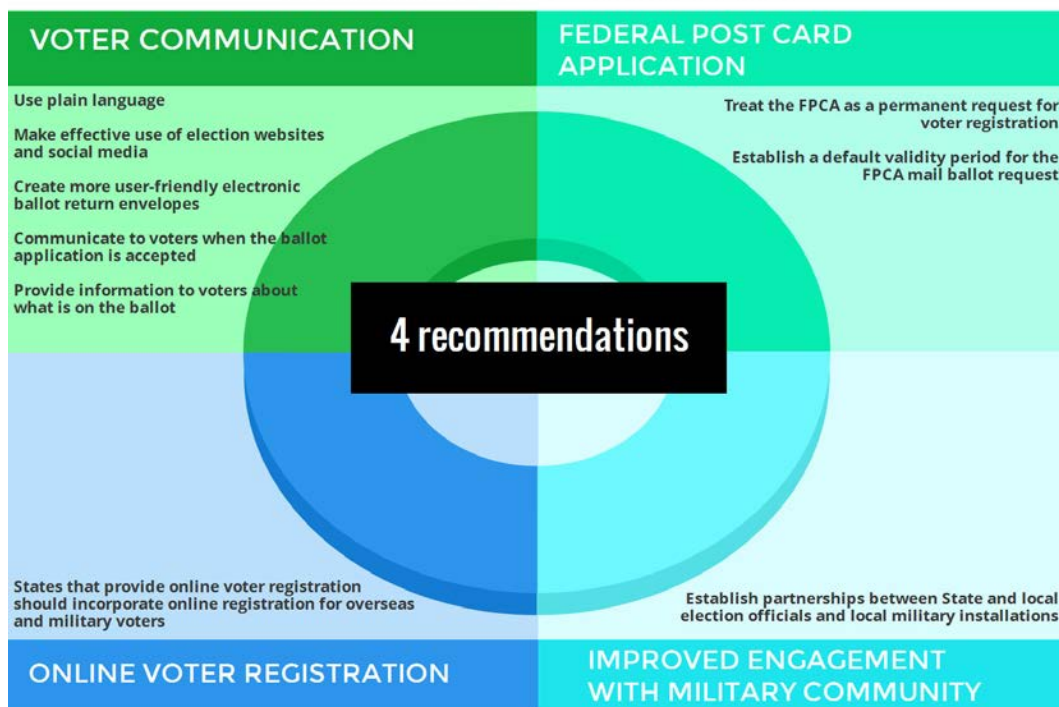 VOTER COMMUNICATION
Use plain language
Make effective use of election websites
and social media
Create more user-friendly electronic
ballot return envelopes
Communicate to voters when the ballot
application is accepted
Provide information to voters about
what is on the ballot
FEDERAL POST CARD
APPLICATION
Treat the FPCA as a permanent request for
voter registration
Establish a default validity period for the
FPCA mail ballot request
4 recommendations
States that provide online voter registration
should incorporate online registration for overseas
and military voters
ONLINE VOTER REGISTRATION
Establish partnerships between State and local
election officials and local military installations
IMPROVED ENGAGEMENT
WITH MILITARY COMMUNITY